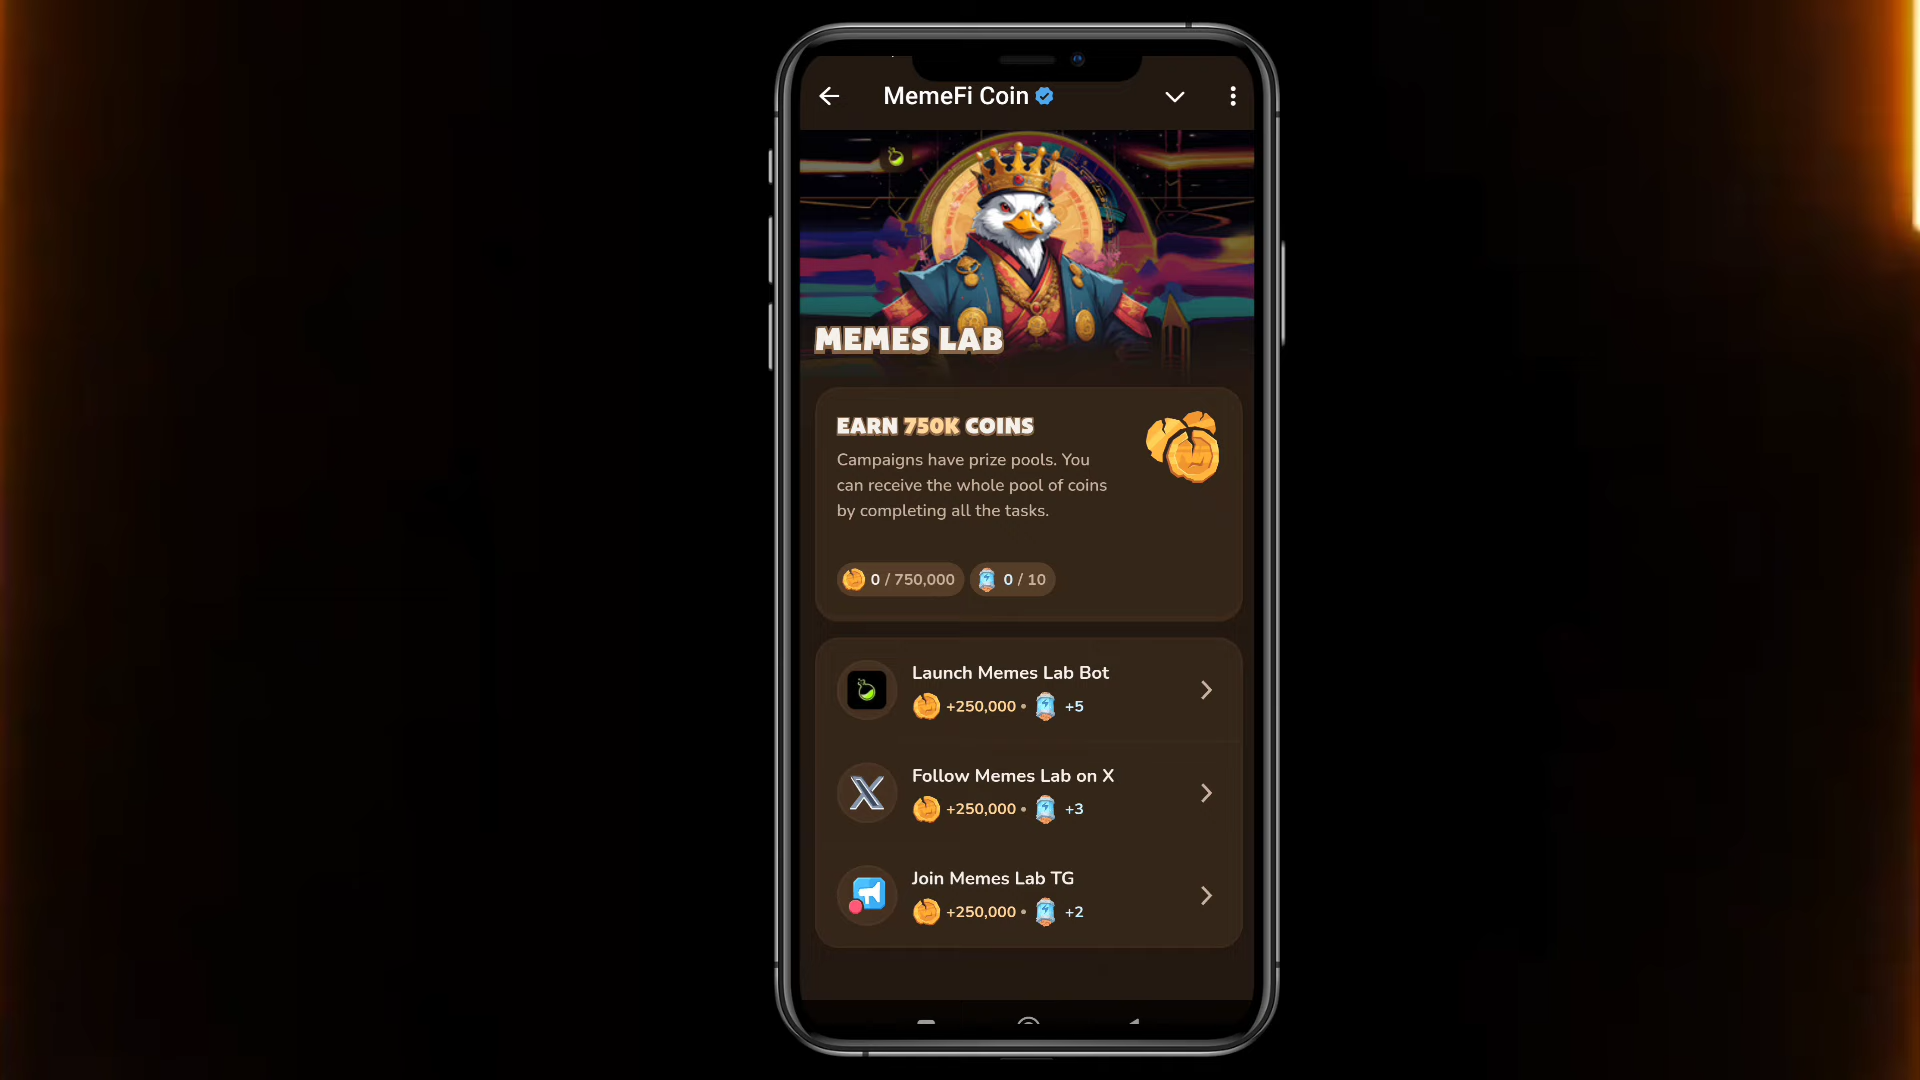 MemeFi Coin
MEMES LAB
EARN 750K COINS
Campaigns have prize pools. You
can receive the whole pool of coins
by completing all the tasks.
0 / 750,000 0 / 10
Launch Memes Lab Bot
+250,000 • +5
Follow Memes Lab on X
+250,000 • +3
Join Memes Lab TG
+250,000 • +2